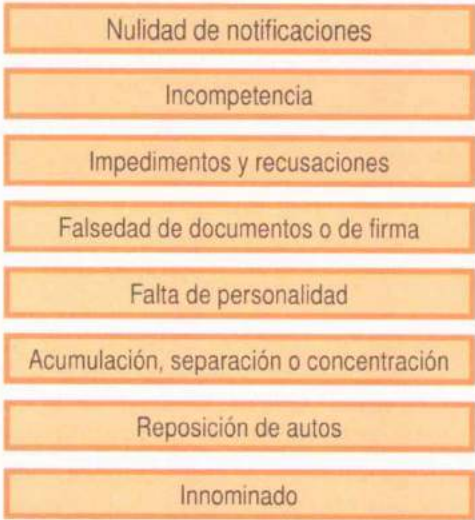 Nulidad de notificaciones
Incompetencia
Impedimentos y recusaciones
Falsedad de documentos o de firma
Falta de personalidad
Acumulación, separación o concentración
Reposición de autos
Innominado